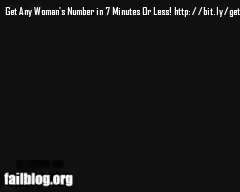 Get Any Woman's Number in 7 Minutes Or Less! http://bit.ly/get
failblog.org